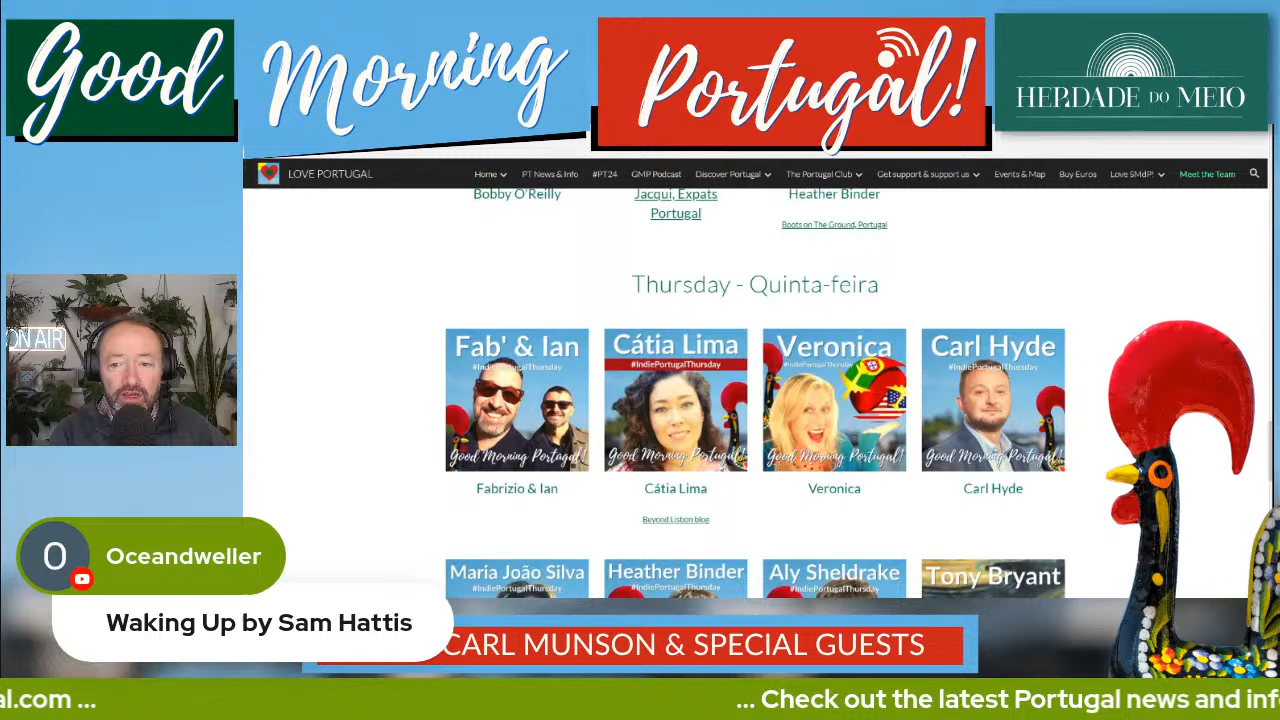 Good
Morning
Portugal!
HERDADE DO MEIO
LOVE PORTUGAL
Home
PT News & Info
#PT24
GMP Podcast
Discover Portugal
The Portugal Club
Get support & support us
Events & Map
Buy Euros
Love SMdP!
Meet the Team
Bobby O'Reilly
Jacqui, Expats
Portugal
Heather Binder
Boots on The Ground, Portugal
ON AIR
Thursday - Quinta-feira
Fab' & Ian
#IndiePortugalThursday
Good Morning Portugal!
Cátia Lima
#IndiePortugalThursday
Good Morning Portugal!
Veronica
#IndiePortugalThursday
Good Morning Portugal!
Carl Hyde
#IndiePortugalThursday
Good Morning Portugal!
Fabrizio & Ian
Cátia Lima
Veronica
Carl Hyde
Beyond Lisbon blog
Maria João Silva
#IndiePortugalThursday
Heather Binder
#IndiePortugalThursday
Aly Sheldrake
#IndiePortugalThursday
Tony Bryant
O
Oceandweller
Waking Up by Sam Hattis
CARL MUNSON & SPECIAL GUESTS
al.com ...
... Check out the latest Portugal news and inf